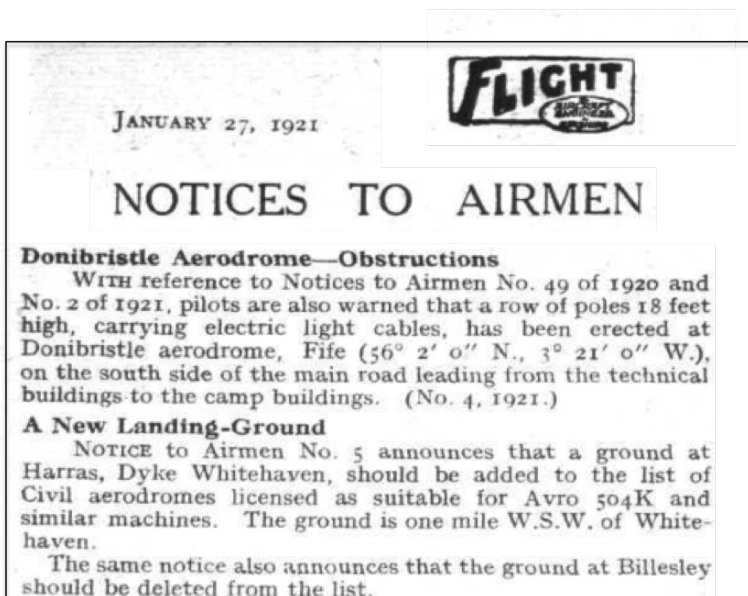 JANUARY 27, 1921
FLIGHT
NOTICES TO AIRMEN
Donibristle Aerodrome—Obstructions
WITH reference to Notices to Airmen No. 49 of 1920 and
No. 2 of 1921, pilots are also warned that a row of poles 18 feet
high, carrying electric light cables, has been erected at
Donibristle aerodrome, Fife (56° 2′ 0″ N., 3° 21′ 0″ W.),
on the south side of the main road leading from the technical
buildings to the camp buildings. (No. 4, 1921.)
A New Landing-Ground
NOTICE to Airmen No. 5 announces that a ground at
Harras, Dyke Whitehaven, should be added to the list of
Civil aerodromes licensed as suitable for Avro 504K and
similar machines. The ground is one mile W.S.W. of White-
haven.
The same notice also announces that the ground at Billesley
should be deleted from the list.